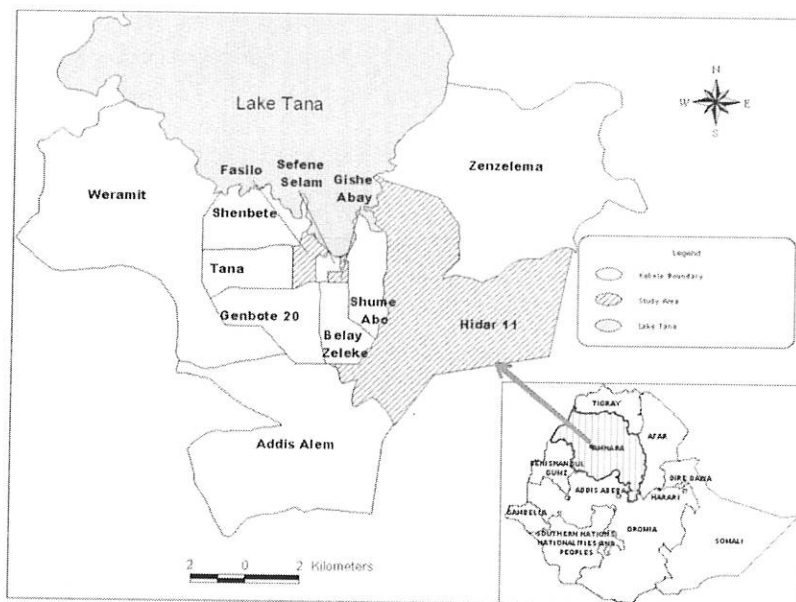 N
W E
S
Lake Tana
Zenzelema
Fasilo
Sefene
Selam
Gishe
Abay
Weramit
Shenbete
Tana
Genbote 20
Shume
Abo
Belay
Zeleke
Hidar 11
Addis Alem
Legend
Kebele Boundary
Study Area
Lake Tana
TIGRAY
AFAR
AMHARA
BENISHANGUL
GUMZ
DIRE DAWA
ADDIS ABEBA
HARARI
GAMBELLA
OROMIA
SOMALI
SOUTHERN NATIONS
NATIONALITIES AND
PEOPLES
2 0 2 Kilometers